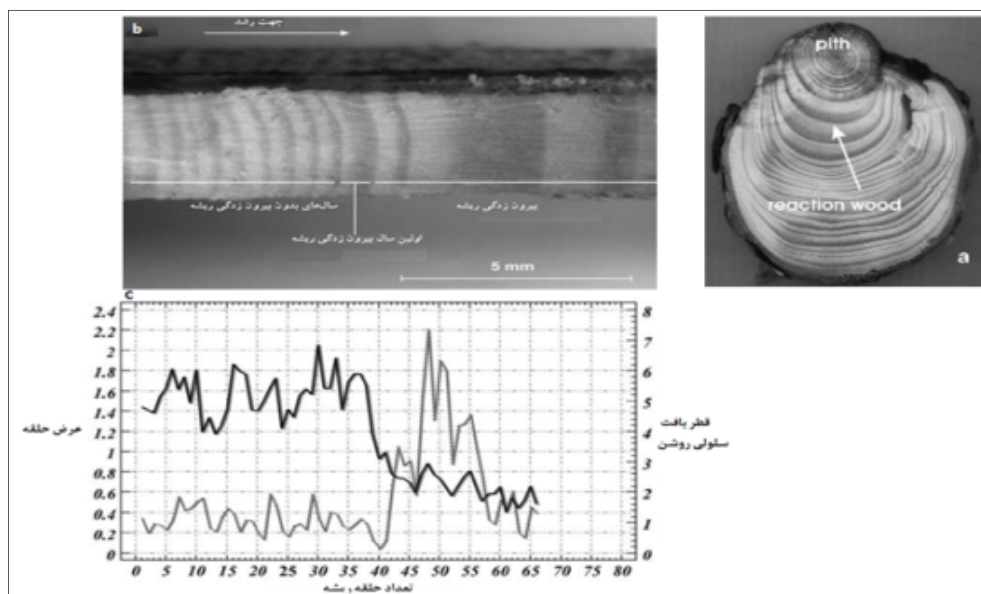 b
جهت رشد
سال‌های بدون بیرون زدگی ریشه
بیرون زدگی ریشه
اولین سال بیرون زدگی ریشه
5 mm
pith
reaction wood
a
c
2.4
2.2
2
1.8
1.6
1.4
1.2
1
0.8
0.6
0.4
0.2
0
عرض حلقه
8
7
6
5
4
3
2
1
0
قطر بافت
سلولی روشن
0 5 10 15 20 25 30 35 40 45 50 55 60 65 70 75 80
تعداد حلقه ریشه